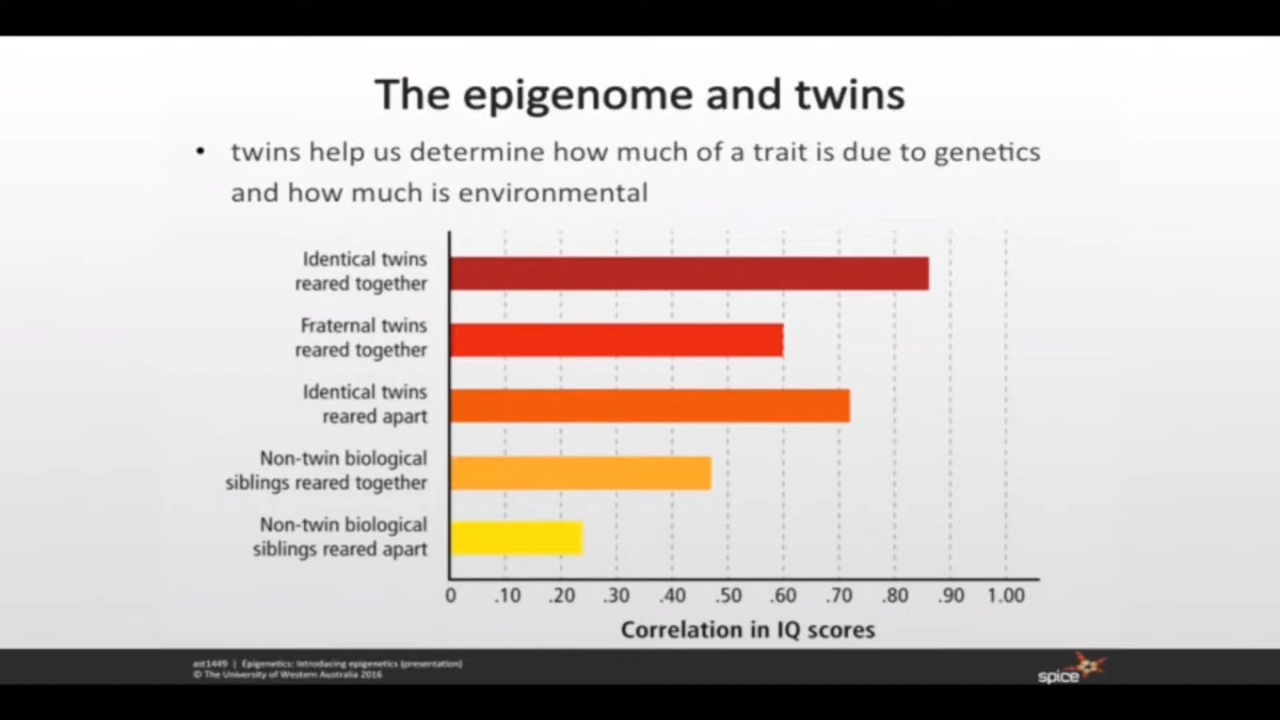 The epigenome and twins
• twins help us determine how much of a trait is due to genetics
and how much is environmental
Identical twins
reared together
Fraternal twins
reared together
Identical twins
reared apart
Non-twin biological
siblings reared together
Non-twin biological
siblings reared apart
0 .10 .20 .30 .40 .50 .60 .70 .80 .90 1.00
Correlation in IQ scores
ast1449 | Epigenetics: Introducing epigenetics (presentation)
© The University of Western Australia 2016
spice